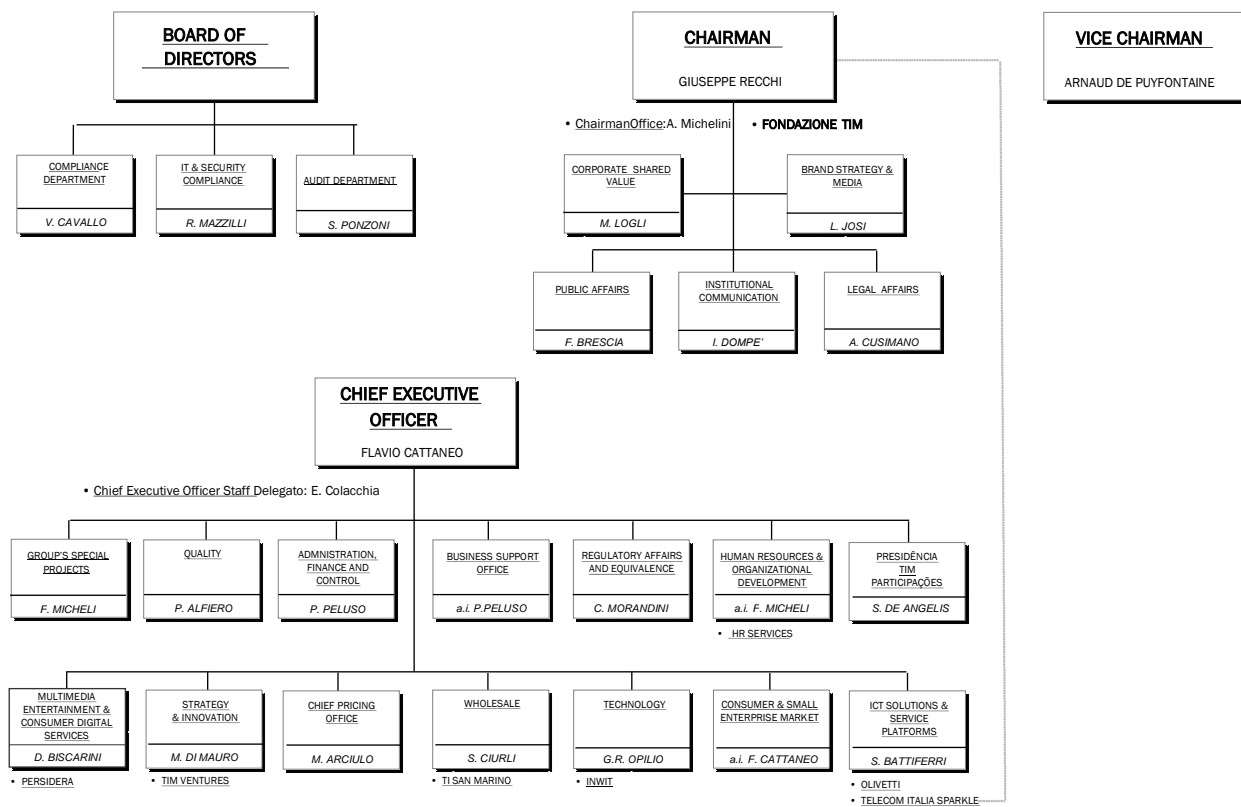 BOARD OF
DIRECTORS
COMPLIANCE
DEPARTMENT
V. CAVALLO
IT & SECURITY
COMPLIANCE
R. MAZZILLI
AUDIT DEPARTMENT
S. PONZONI
CHAIRMAN
GIUSEPPE RECCHI
• ChairmanOffice:A. Michelini
• FONDAZIONE TIM
CORPORATE SHARED
VALUE
M. LOGLI
BRAND STRATEGY &
MEDIA
L. JOSI
PUBLIC AFFAIRS
F. BRESCIA
INSTITUTIONAL
COMMUNICATION
I. DOMPE'
LEGAL AFFAIRS
A. CUSIMANO
VICE CHAIRMAN
ARNAUD DE PUYFONTAINE
CHIEF EXECUTIVE
OFFICER
FLAVIO CATTANEO
• Chief Executive Officer Staff Delegato: E. Colacchia
GROUP'S SPECIAL
PROJECTS
F. MICHELI
QUALITY
P. ALFIERO
ADMNISTRATION,
FINANCE AND
CONTROL
P. PELUSO
BUSINESS SUPPORT
OFFICE
a.i. P.PELUSO
REGULATORY AFFAIRS
AND EQUIVALENCE
C. MORANDINI
HUMAN RESOURCES &
ORGANIZATIONAL
DEVELOPMENT
a.i. F. MICHELI
• HR SERVICES
PRESIDÊNCIA
TIM
PARTICIPAÇÕES
S. DE ANGELIS
MULTIMEDIA
ENTERTAINMENT &
CONSUMER DIGITAL
SERVICES
D. BISCARINI
• PERSIDERA
STRATEGY
& INNOVATION
M. DI MAURO
• TIM VENTURES
CHIEF PRICING
OFFICE
M. ARCIULO
WHOLESALE
S. CIURLI
• TI SAN MARINO
TECHNOLOGY
G.R. OPILIO
• INWIT
CONSUMER & SMALL
ENTERPRISE MARKET
a.i. F. CATTANEO
ICT SOLUTIONS &
SERVICE
PLATFORMS
S. BATTIFERRI
• OLIVETTI
• TELECOM ITALIA SPARKLE